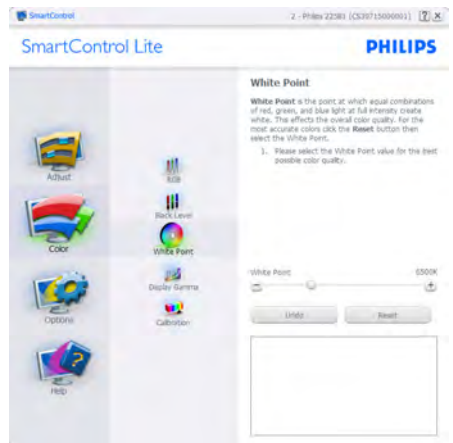 SmartControl
2 - Philips 225B1 (CS30715000001)
SmartControl Lite
PHILIPS
White Point
White Point is the point at which equal combinations
of red, green, and blue light at full intensity create
white. This effects the overall color quality. For the
most accurate colors click the Reset button then
select the White Point.
1. Please select the White Point value for the best
possible color quality.
Adjust
Color
Options
Help
RGB
Black Level
White Point
Display Gamma
Calibration
White Point 6500K
Undo Reset